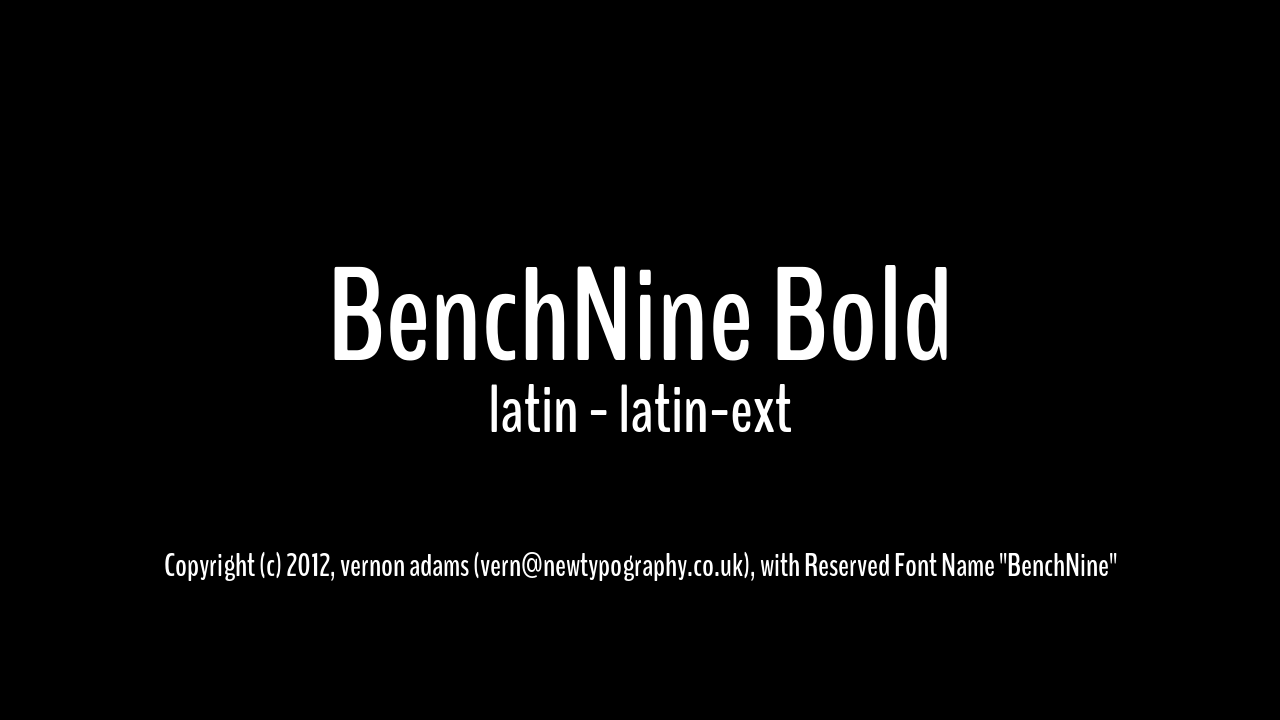 BenchNine Bold
latin - latin-ext
Copyright (c) 2012, vernon adams (vern@newtypography.co.uk), with Reserved Font Name "BenchNine"